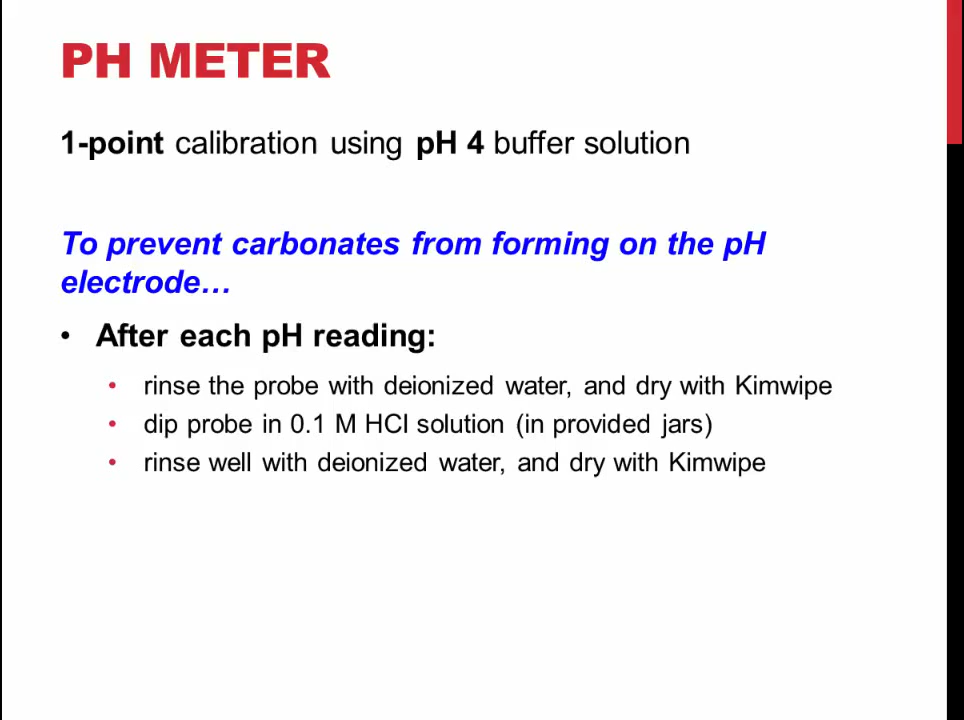 PH METER
1-point calibration using pH 4 buffer solution
To prevent carbonates from forming on the pH
electrode…
• After each pH reading:
• rinse the probe with deionized water, and dry with Kimwipe
• dip probe in 0.1 M HCl solution (in provided jars)
• rinse well with deionized water, and dry with Kimwipe